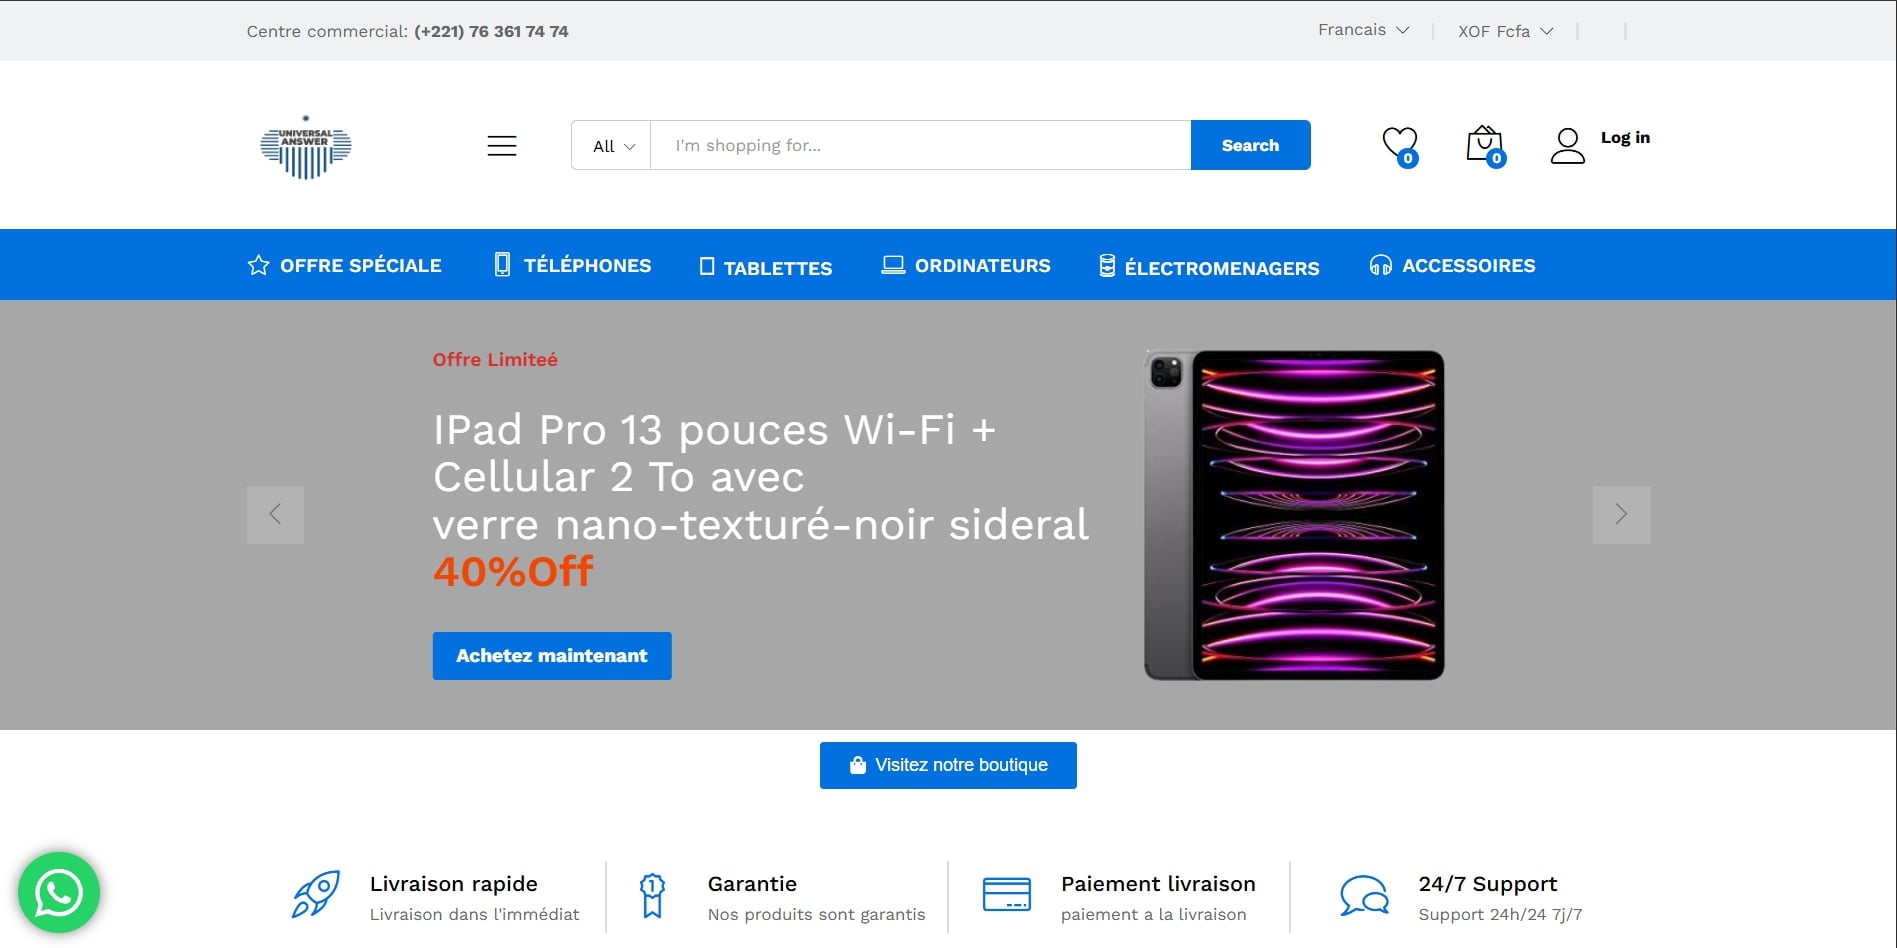 Centre commercial: (+221) 76 361 74 74
Francais
XOF Fcfa
UNIVERSAL
ANSWER
All
I'm shopping for...
Search
0
0
Log in
OFFRE SPÉCIALE
TÉLÉPHONES
TABLETTES
ORDINATEURS
ÉLECTROMENAGERS
ACCESSOIRES
Offre Limiteé
IPad Pro 13 pouces Wi-Fi +
Cellular 2 To avec
verre nano-texturé-noir sideral
40%Off
Achetez maintenant
Visitez notre boutique
1
Livraison rapide
Livraison dans l'immédiat
Garantie
Nos produits sont garantis
Paiement livraison
paiement a la livraison
24/7 Support
Support 24h/24 7j/7